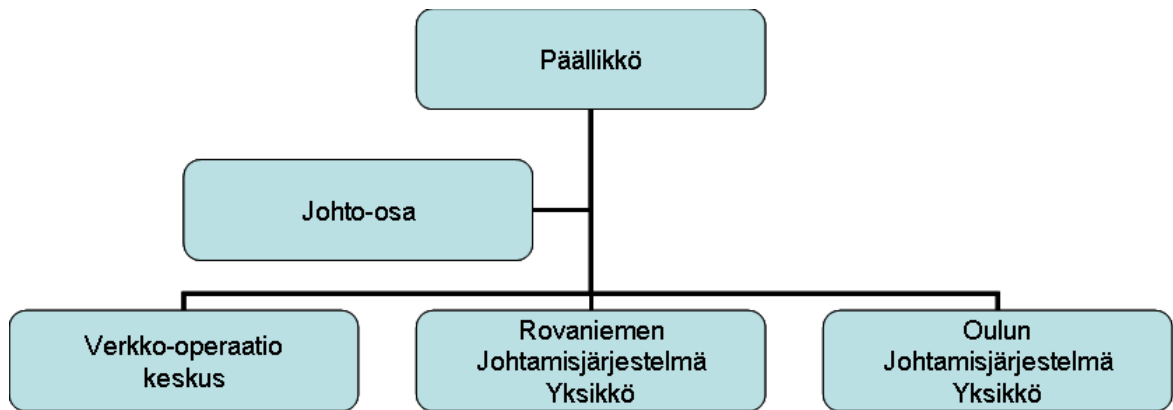 Päällikkö
Johto-osa
Verkko-operaatio
keskus
Rovaniemen
Johtamisjärjestelmä
Yksikkö
Oulun
Johtamisjärjestelmä
Yksikkö